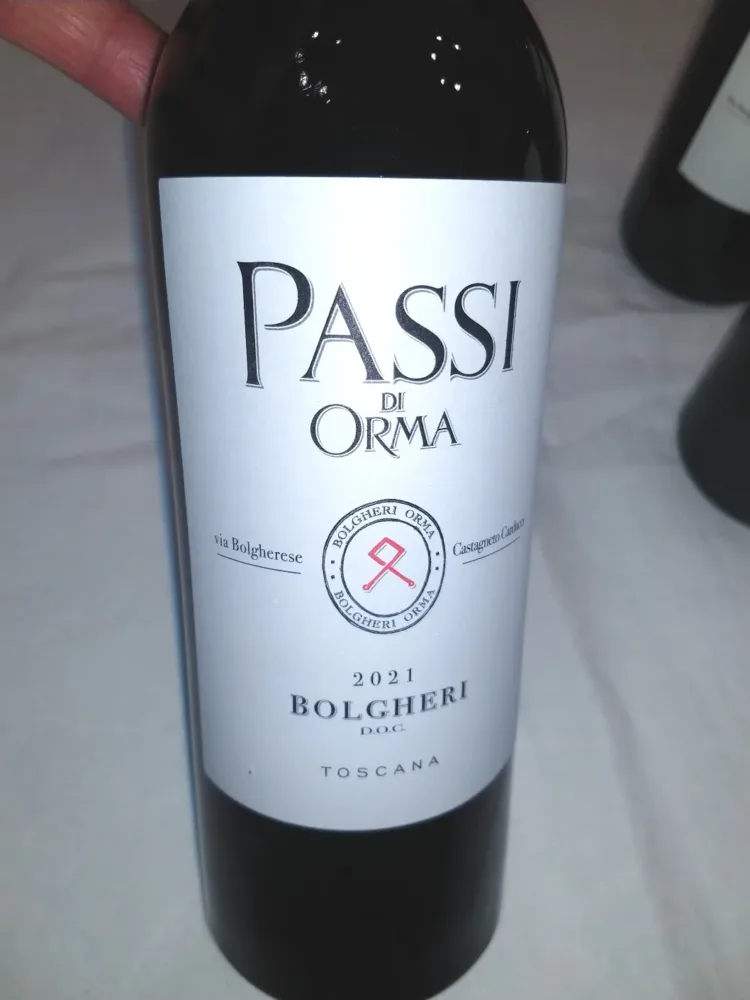 PASSI
DI
ORMA
via Bolgherese
BOLGHERI ORMA
BOLGHERI ORMA
Castagneto Carducci
2021
BOLGHERI
D.O.C.
TOSCANA